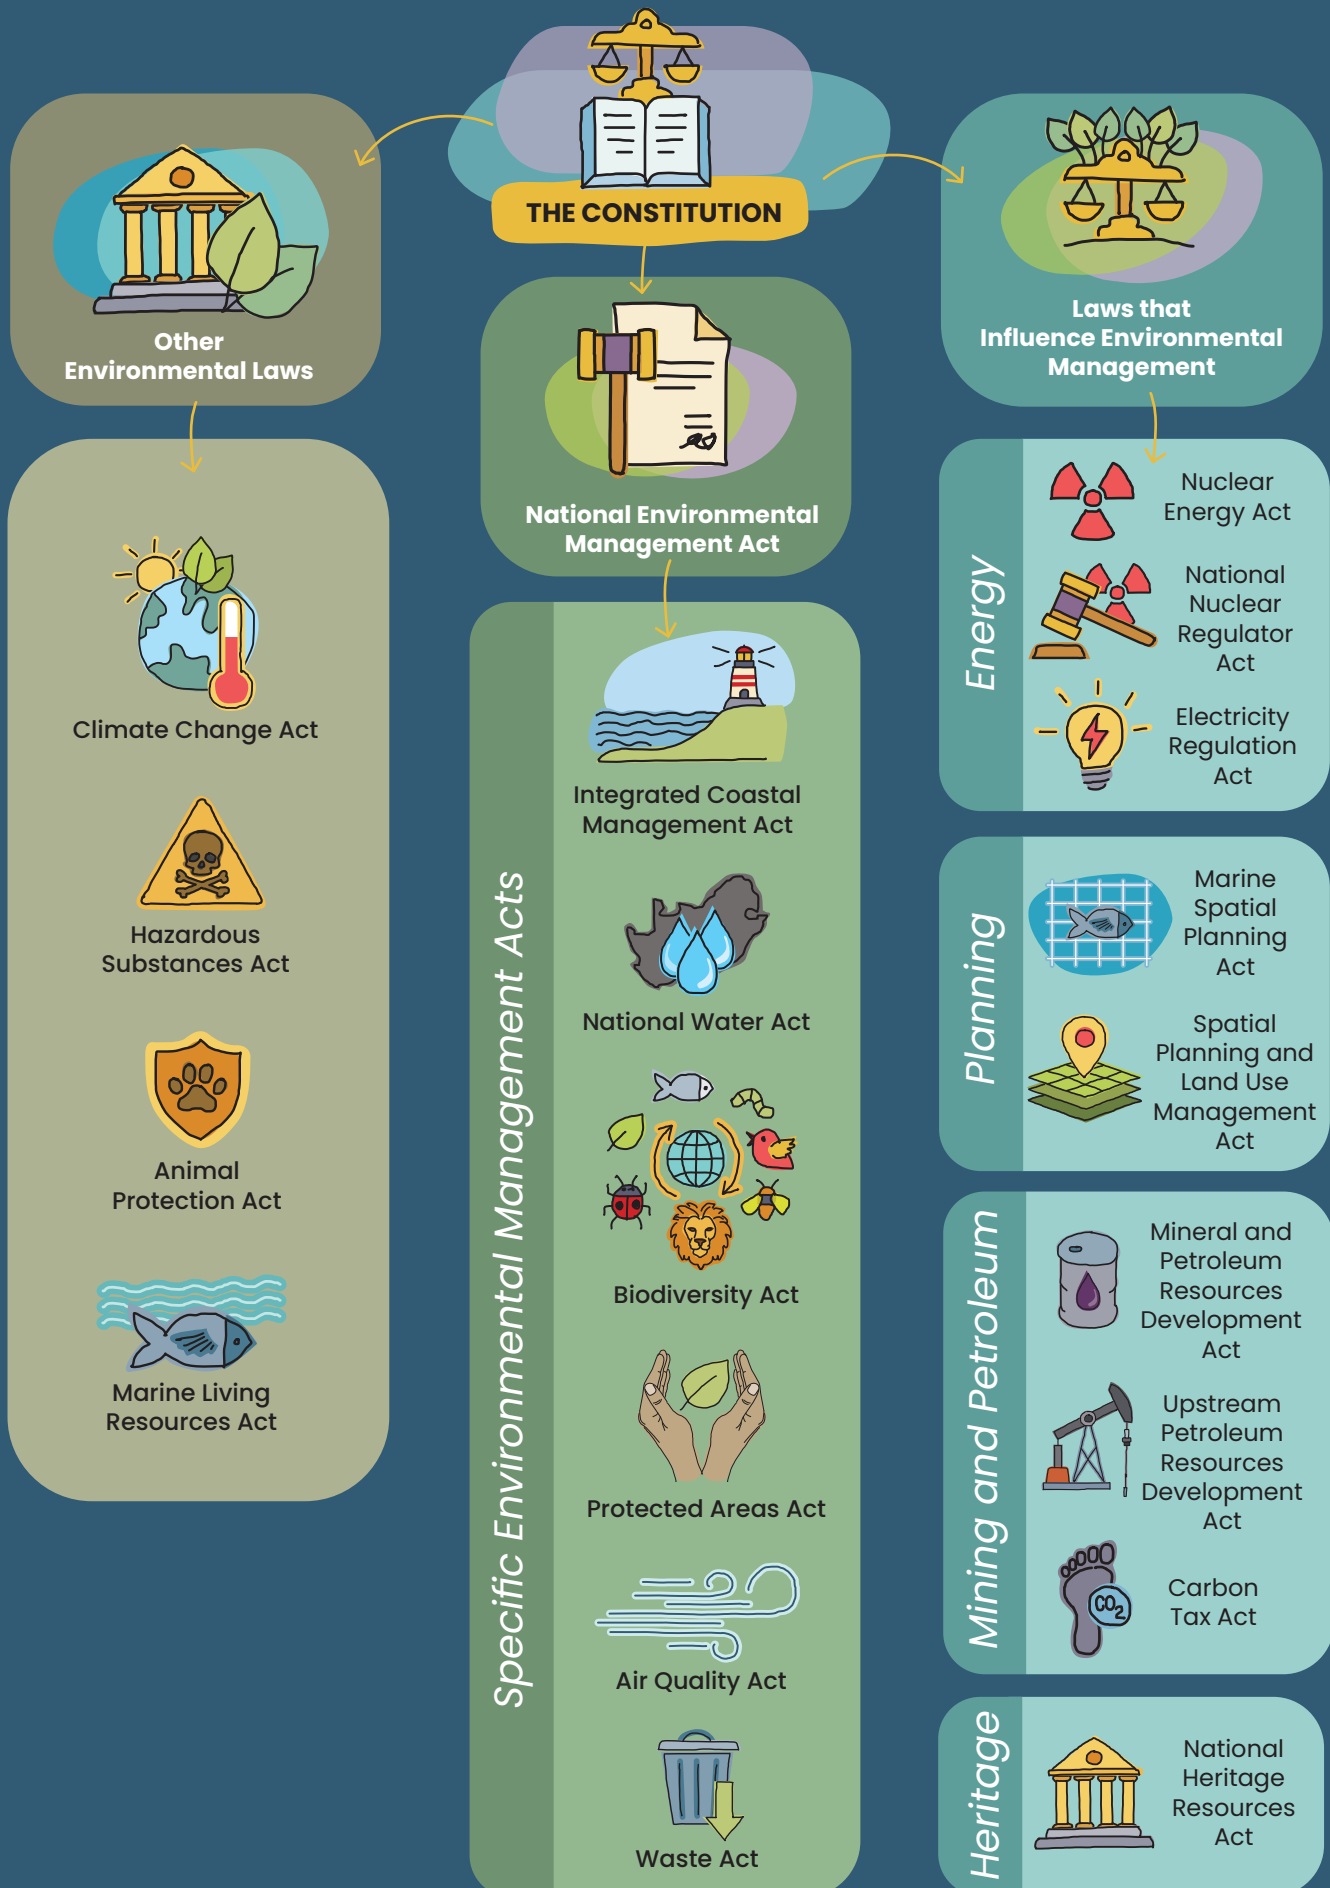 THE CONSTITUTION
Other
Environmental Laws
Climate Change Act
Hazardous
Substances Act
Animal
Protection Act
Marine Living
Resources Act
National Environmental
Management Act
Specific Environmental Management Acts
Integrated Coastal
Management Act
National Water Act
Biodiversity Act
Protected Areas Act
Air Quality Act
Waste Act
Laws that
Influence Environmental
Management
Energy
Nuclear
Energy Act
National
Nuclear
Regulator
Act
Electricity
Regulation
Act
Planning
Marine
Spatial
Planning
Act
Spatial
Planning and
Land Use
Management
Act
Mining and Petroleum
Mineral and
Petroleum
Resources
Development
Act
Upstream
Petroleum
Resources
Development
Act
CO₂
Carbon
Tax Act
Heritage
National
Heritage
Resources
Act